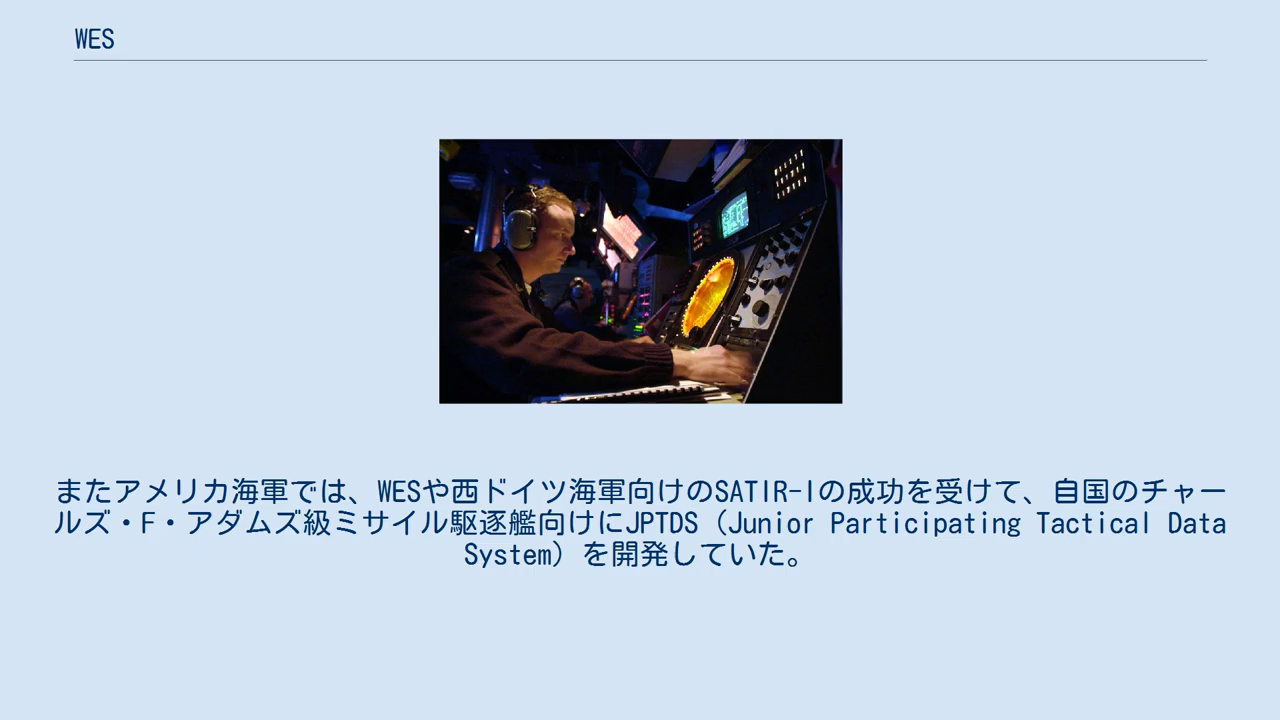 WES
またアメリカ海軍では、WESや西ドイツ海軍向けのSATIR-Iの成功を受けて、自国のチャー
ルズ・F・アダムズ級ミサイル駆逐艦向けにJPTDS（Junior Participating Tactical Data
System）を開発していた。